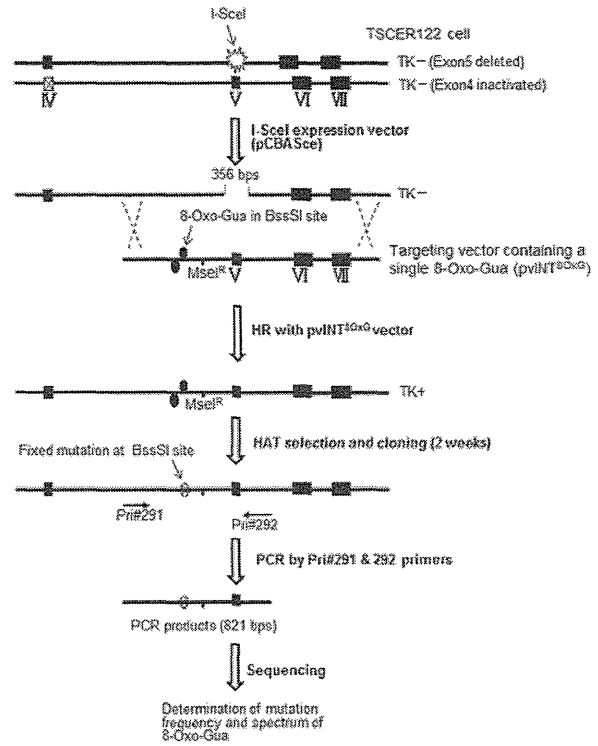 I-SceI
TSCER122 cell
TK− (Exon5 deleted)
TK− (Exon4 inactivated)
IV
V
VI
VII
I-SceI expression vector
(pCBASce)
356 bps
TK−
8-Oxo-Gua in BssSI site
Targeting vector containing a
single 8-Oxo-Gua (pvINT8OxG)
MseIR
V
VI
VII
HR with pvINT8OxG vector
TK+
MseIR
HAT selection and cloning (2 weeks)
Fixed mutation at BssSI site
Pri#291
Pri#292
PCR by Pri#291 & 292 primers
PCR products (821 bps)
Sequencing
Determination of mutation
frequency and spectrum of
8-Oxo-Gua